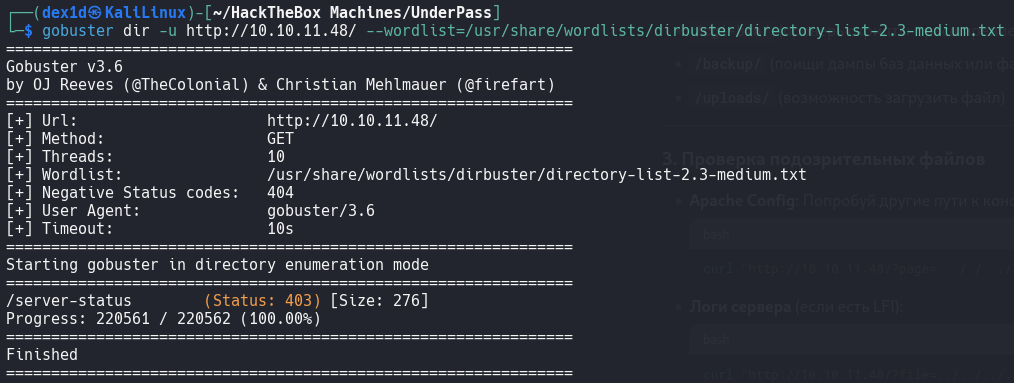 ┌──(dex1d㉿KaliLinux)-[~/HackTheBox Machines/UnderPass]
└─$ gobuster dir -u http://10.10.11.48/ --wordlist=/usr/share/wordlists/dirbuster/directory-list-2.3-medium.txt
===============================================================
Gobuster v3.6
by OJ Reeves (@TheColonial) & Christian Mehlmauer (@firefart)
===============================================================
[+] Url:                     http://10.10.11.48/
[+] Method:                  GET
[+] Threads:                 10
[+] Wordlist:                /usr/share/wordlists/dirbuster/directory-list-2.3-medium.txt
[+] Negative Status codes:   404
[+] User Agent:              gobuster/3.6
[+] Timeout:                 10s
===============================================================
Starting gobuster in directory enumeration mode
===============================================================
/server-status        (Status: 403) [Size: 276]
Progress: 220561 / 220562 (100.00%)
===============================================================
Finished
===============================================================
/backup/ (поищи дампы баз данных или
/uploads/ (возможность загрузить файл)
3. Проверка подозрительных файлов
Apache Config: Попробуй другие пути к
bash
curl "http://10.10.11.48/?page=
Логи сервера (если есть LFI):
bash
curl "http://10.10.11.48/?file=